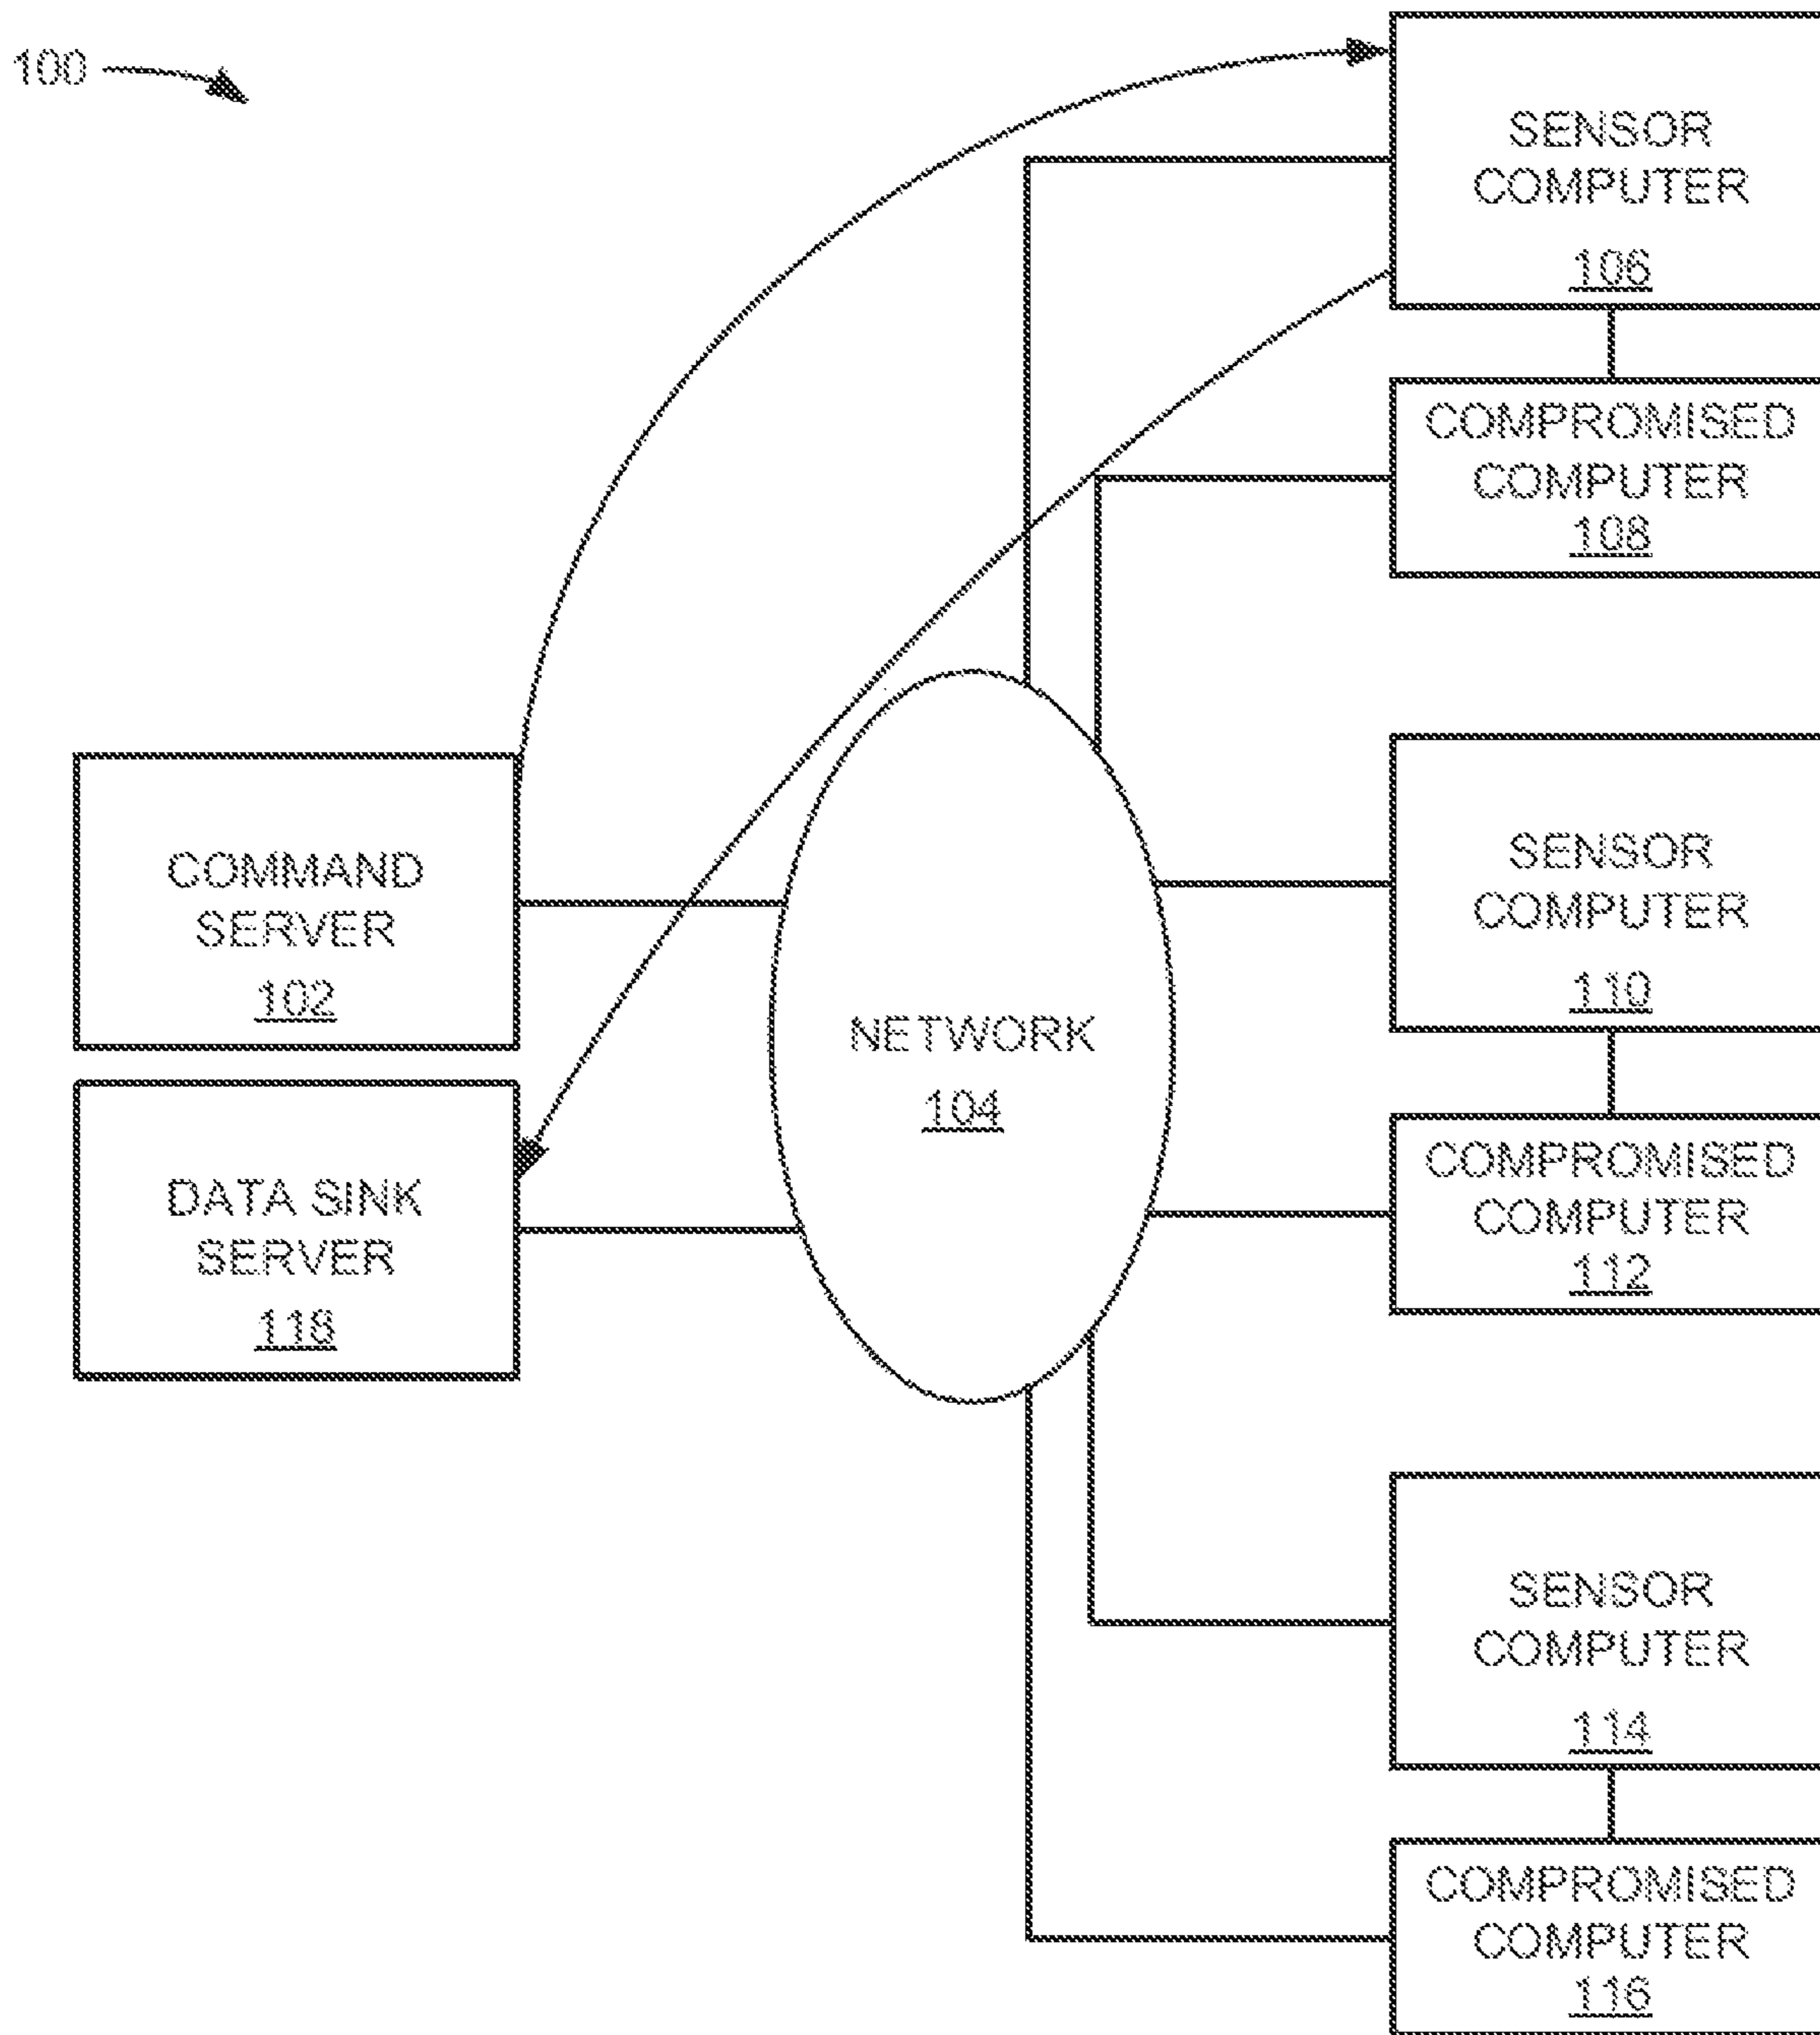 100
SENSOR
COMPUTER
106
COMPROMISED
COMPUTER
108
COMMAND
SERVER
102
NETWORK
104
SENSOR
COMPUTER
110
DATA SINK
SERVER
118
COMPROMISED
COMPUTER
112
SENSOR
COMPUTER
114
COMPROMISED
COMPUTER
116